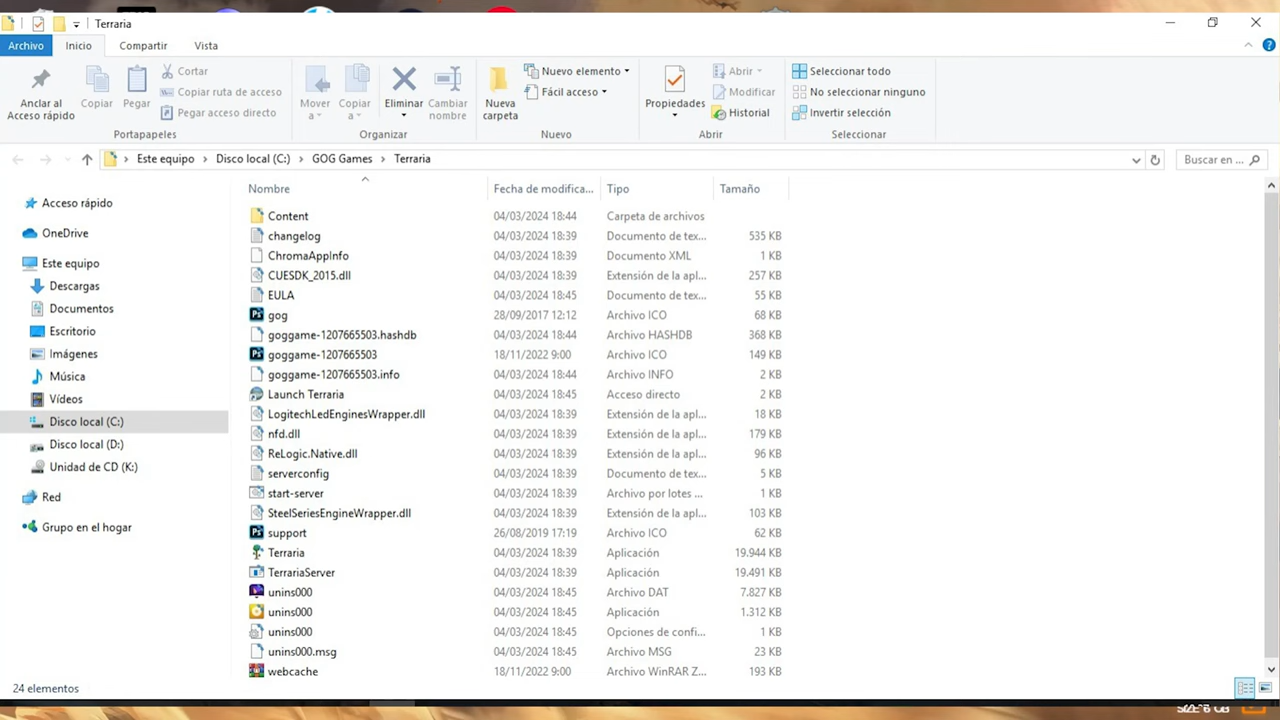 Terraria
Archivo Inicio Compartir Vista
Anclar al Acceso rápido
Copiar
Pegar
Cortar
Copiar ruta de acceso
Pegar acceso directo
Portapapeles
Mover a
Copiar a
Eliminar
Cambiar nombre
Organizar
Nueva carpeta
Nuevo elemento
Fácil acceso
Nuevo
Propiedades
Abrir
Modificar
Historial
Abrir
Seleccionar todo
No seleccionar ninguno
Invertir selección
Seleccionar
Este equipo > Disco local (C:) > GOG Games > Terraria
Buscar en ...
Acceso rápido
OneDrive
Este equipo
Descargas
Documentos
Escritorio
Imágenes
Música
Vídeos
Disco local (C:)
Disco local (D:)
Unidad de CD (K:)
Red
Grupo en el hogar
Nombre Fecha de modifica... Tipo Tamaño
Content 04/03/2024 18:44 Carpeta de archivos
changelog 04/03/2024 18:39 Documento de tex... 535 KB
ChromaAppInfo 04/03/2024 18:39 Documento XML 1 KB
CUESDK_2015.dll 04/03/2024 18:39 Extensión de la apl... 257 KB
EULA 04/03/2024 18:45 Documento de tex... 55 KB
gog 28/09/2017 12:12 Archivo ICO 68 KB
goggame-1207665503.hashdb 04/03/2024 18:44 Archivo HASHDB 368 KB
goggame-1207665503 18/11/2022 9:00 Archivo ICO 149 KB
goggame-1207665503.info 04/03/2024 18:44 Archivo INFO 2 KB
Launch Terraria 04/03/2024 18:45 Acceso directo 2 KB
LogitechLedEnginesWrapper.dll 04/03/2024 18:39 Extensión de la apl... 18 KB
nfd.dll 04/03/2024 18:39 Extensión de la apl... 179 KB
ReLogic.Native.dll 04/03/2024 18:39 Extensión de la apl... 96 KB
serverconfig 04/03/2024 18:39 Documento de tex... 5 KB
start-server 04/03/2024 18:39 Archivo por lotes ... 1 KB
SteelSeriesEngineWrapper.dll 04/03/2024 18:39 Extensión de la apl... 103 KB
support 26/08/2019 17:19 Archivo ICO 62 KB
Terraria 04/03/2024 18:39 Aplicación 19.944 KB
TerrariaServer 04/03/2024 18:39 Aplicación 19.491 KB
unins000 04/03/2024 18:45 Archivo DAT 7.827 KB
unins000 04/03/2024 18:45 Aplicación 1.312 KB
unins000 04/03/2024 18:45 Opciones de confi... 1 KB
unins000.msg 04/03/2024 18:45 Archivo MSG 23 KB
webcache 18/11/2022 9:00 Archivo WinRAR Z... 193 KB
24 elementos